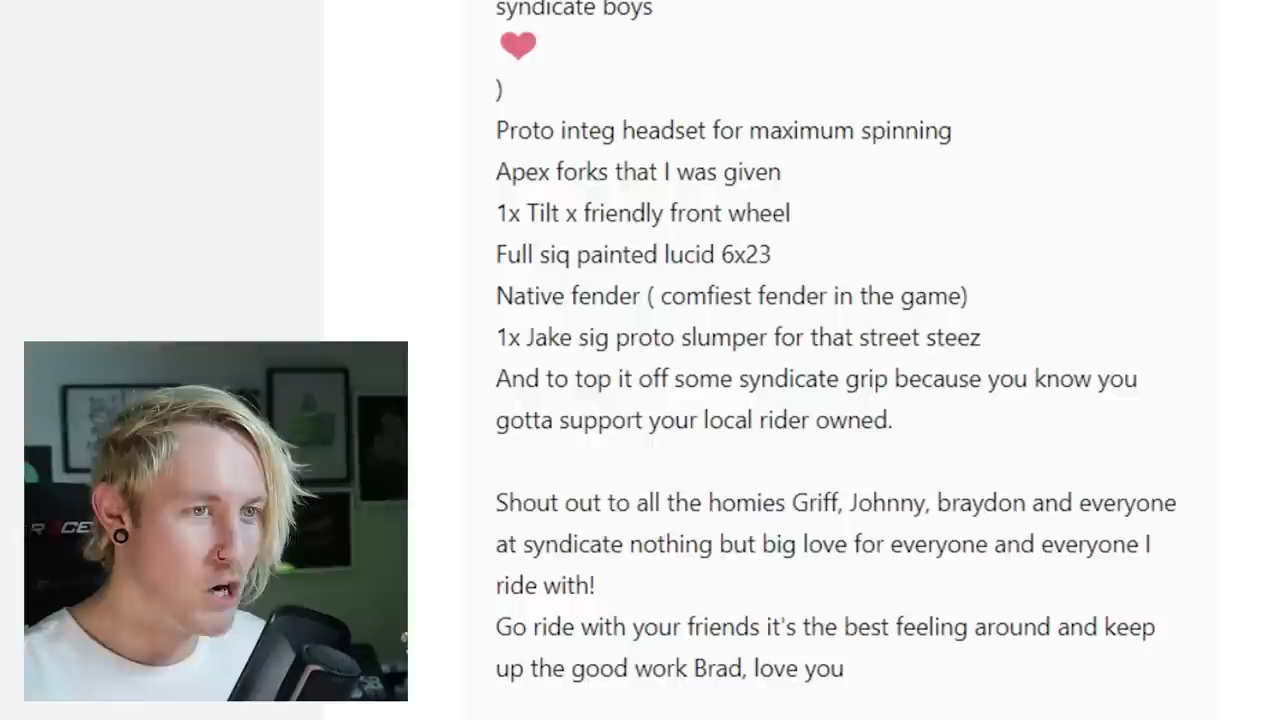 syndicate boys
❤
)
Proto integ headset for maximum spinning
Apex forks that I was given
1x Tilt x friendly front wheel
Full siq painted lucid 6x23
Native fender ( comfiest fender in the game)
1x Jake sig proto slumper for that street steez
And to top it off some syndicate grip because you know you
gotta support your local rider owned.
Shout out to all the homies Griff, Johnny, braydon and everyone
at syndicate nothing but big love for everyone and everyone I
ride with!
Go ride with your friends it's the best feeling around and keep
up the good work Brad, love you